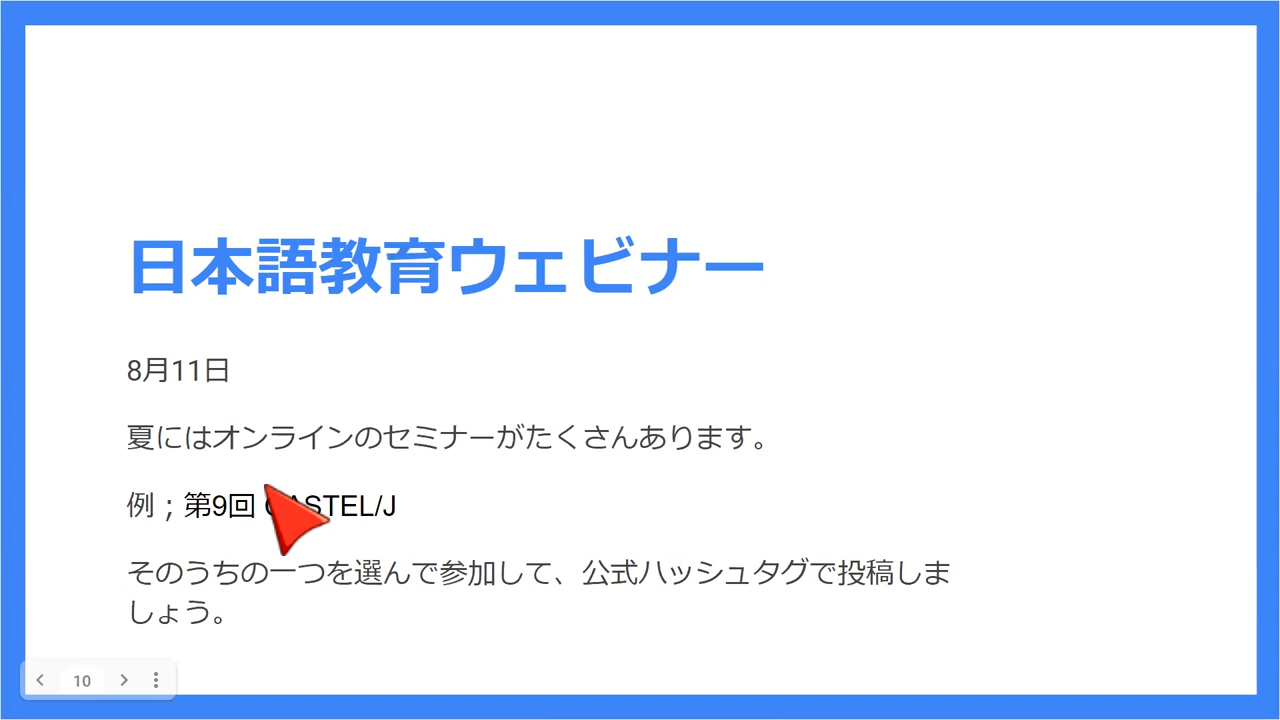 日本語教育ウェビナー
8月11日
夏にはオンラインのセミナーがたくさんあります。
例；第9回 CASTEL/J
そのうちの一つを選んで参加して、公式ハッシュタグで投稿しま
しょう。
10